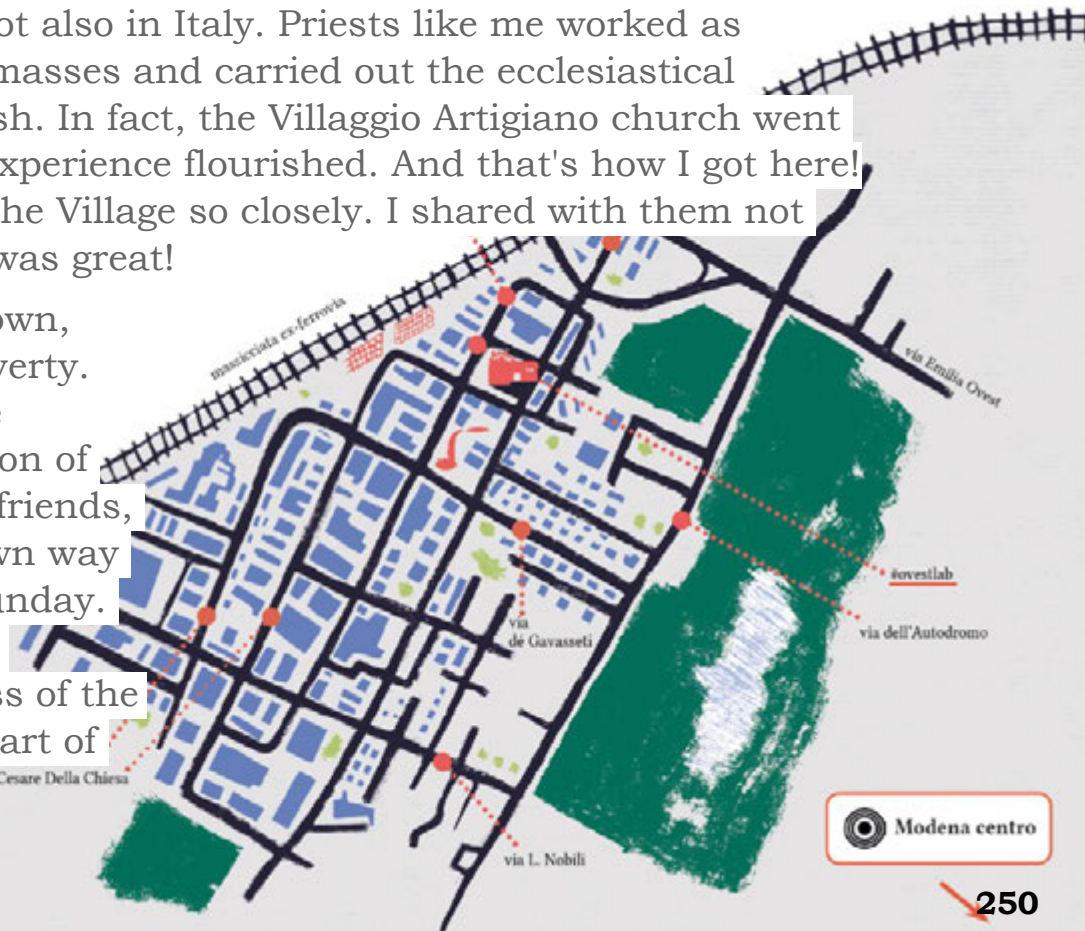 ot also in Italy. Priests like me worked as
masses and carried out the ecclesiastical
sh. In fact, the Villaggio Artigiano church went
experience flourished. And that's how I got here!
he Village so closely. I shared with them not
was great!
own,
verty.
on of
friends,
wn way
unday.
ss of the
art of
massicciata ex-ferrovia
via Emilia Ovest
#ovestlab
via dell'Autodromo
via
de Gavasseti
Cesare Della Chiesa
via L. Nobili
Modena centro
250